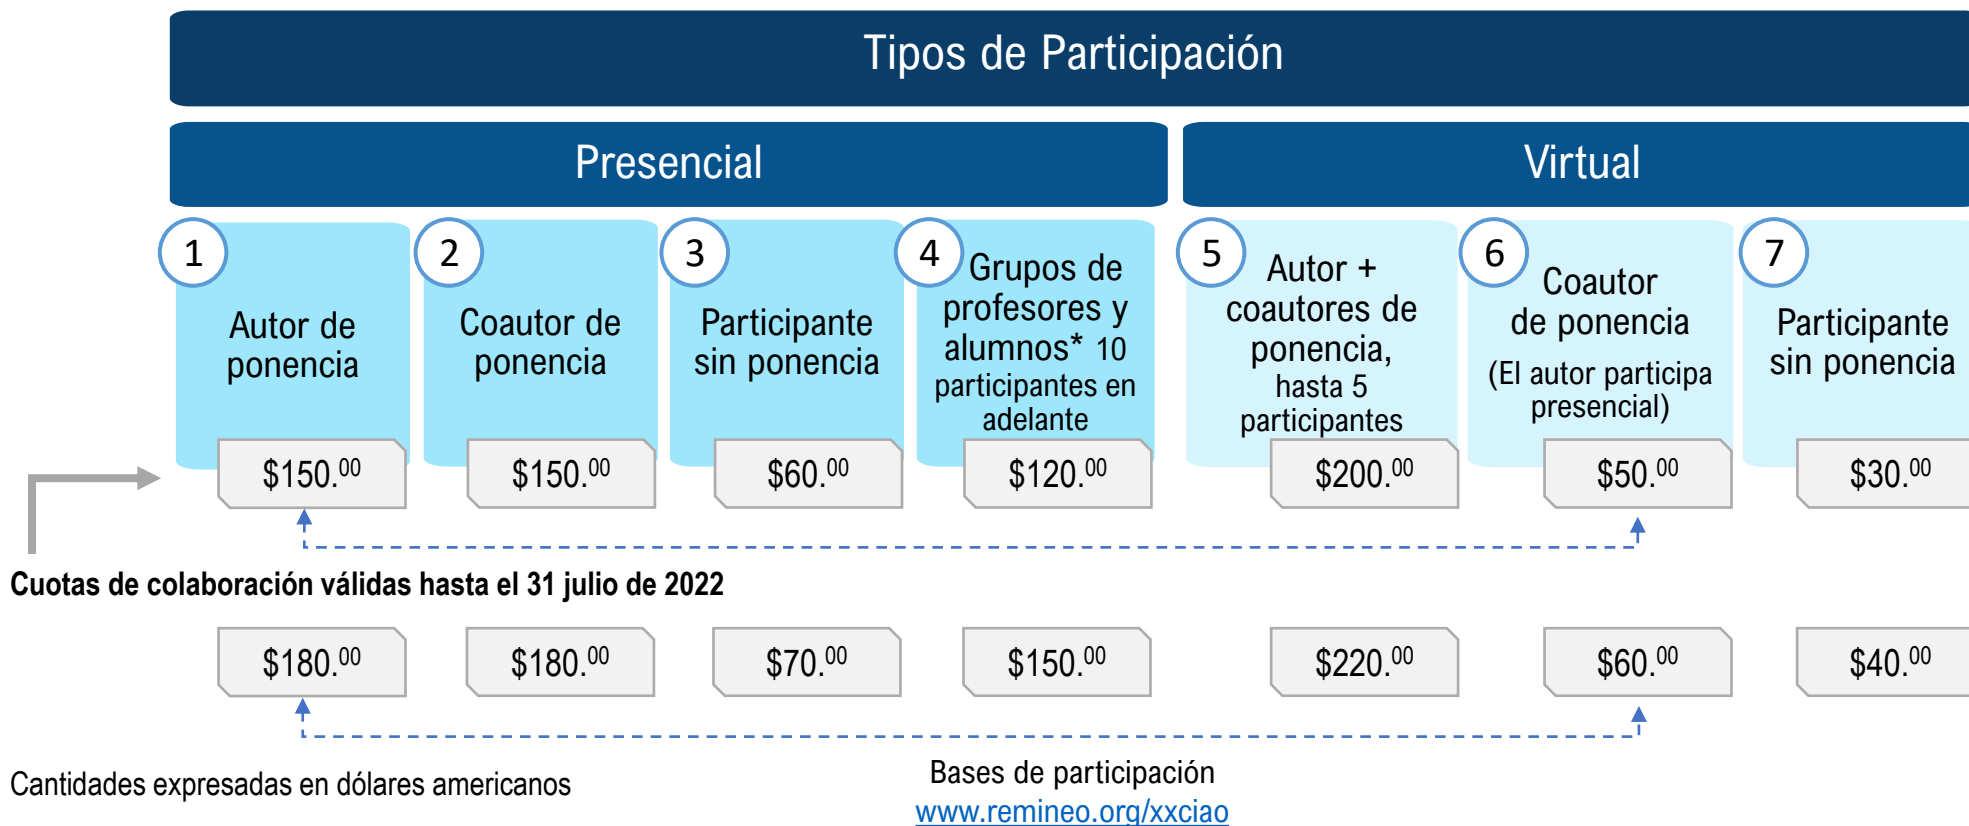 Tipos de Participación
Presencial
Virtual
1
Autor de
ponencia
2
Coautor de
ponencia
3
Participante
sin ponencia
4
Grupos de
profesores y
alumnos* 10
participantes en
adelante
5
Autor +
coautores de
ponencia,
hasta 5
participantes
6
Coautor
de ponencia
(El autor participa
presencial)
7
Participante
sin ponencia
$150.00
$150.00
$60.00
$120.00
$200.00
$50.00
$30.00
Cuotas de colaboración válidas hasta el 31 julio de 2022
$180.00
$180.00
$70.00
$150.00
$220.00
$60.00
$40.00
Cantidades expresadas en dólares americanos
Bases de participación
www.remineo.org/xxciao